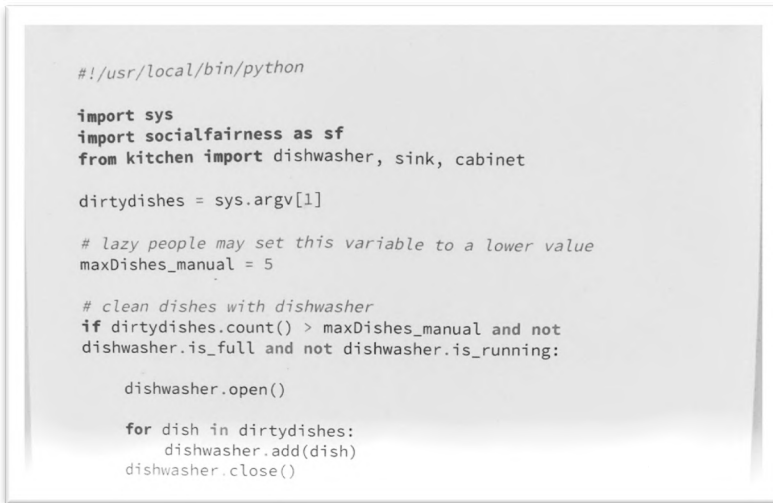 #!/usr/local/bin/python
import sys
import socialfairness as sf
from kitchen import dishwasher, sink, cabinet
dirtydishes = sys.argv[1]
# lazy people may set this variable to a lower value
maxDishes_manual = 5
# clean dishes with dishwasher
if dirtydishes.count() > maxDishes_manual and not
dishwasher.is_full and not dishwasher.is_running:
dishwasher.open()
for dish in dirtydishes:
dishwasher.add(dish)
dishwasher.close()